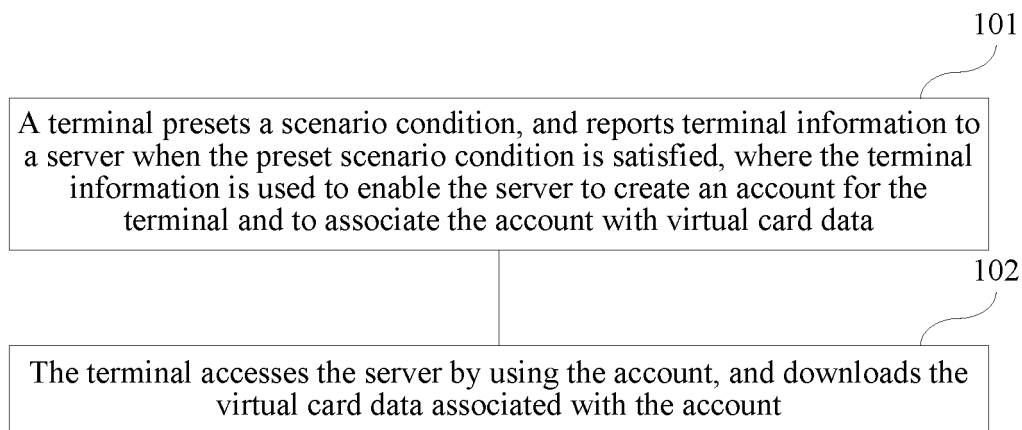 101
A terminal presets a scenario condition, and reports terminal information to
a server when the preset scenario condition is satisfied, where the terminal
information is used to enable the server to create an account for the
terminal and to associate the account with virtual card data
102
The terminal accesses the server by using the account, and downloads the
virtual card data associated with the account